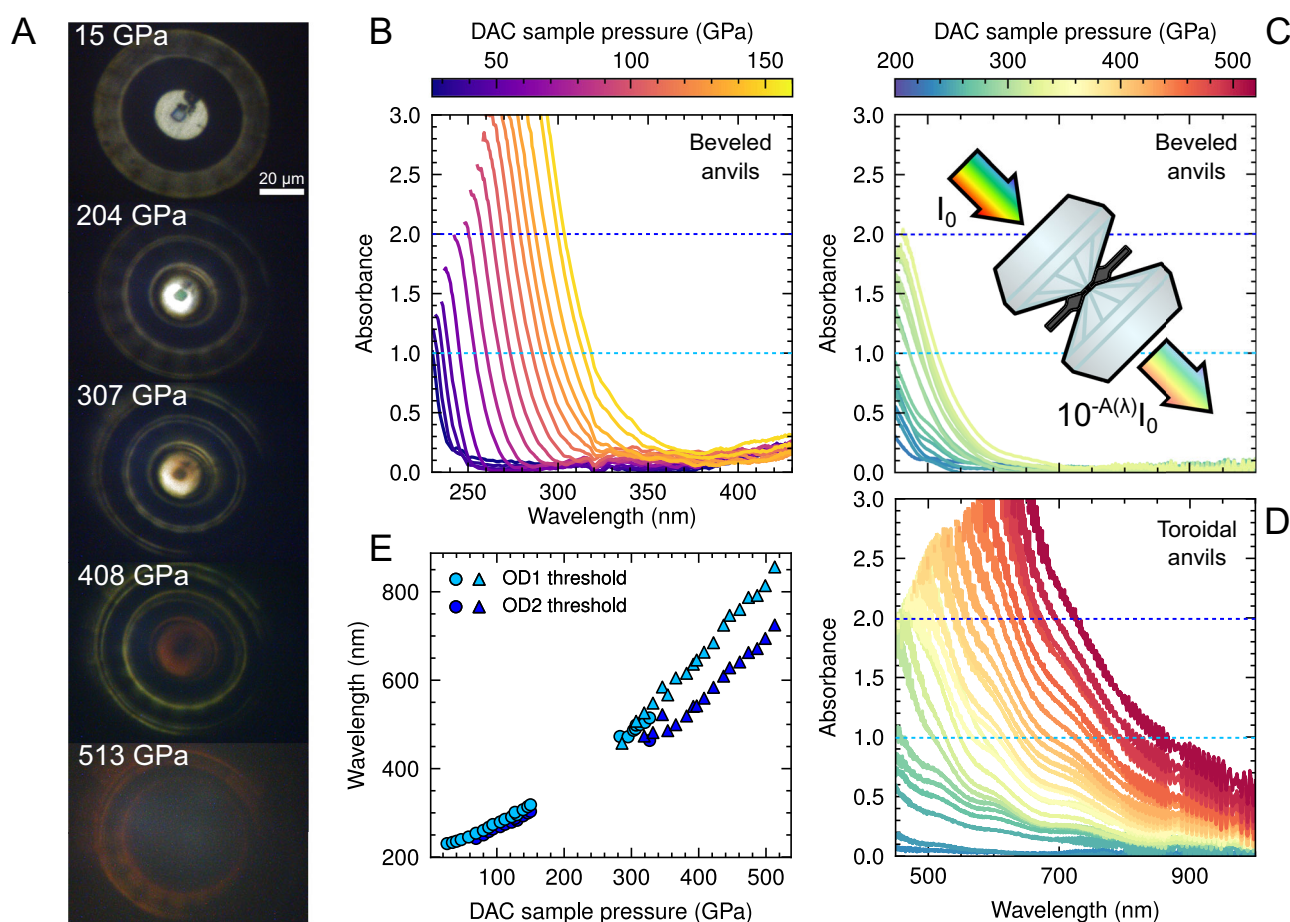 A
15 GPa
20 µm
204 GPa
307 GPa
408 GPa
513 GPa
B
DAC sample pressure (GPa)
50 100 150
3.0
2.5
2.0
1.5
1.0
0.5
0.0
Absorbance
Beveled
anvils
250 300 350 400
Wavelength (nm)
C
DAC sample pressure (GPa)
200 300 400 500
3.0
2.5
2.0
1.5
1.0
0.5
0.0
Absorbance
Beveled
anvils
I0
10-A(λ)I0
D
3.0
2.5
2.0
1.5
1.0
0.5
0.0
Absorbance
Toroidal
anvils
500 700 900
Wavelength (nm)
E
OD1 threshold
OD2 threshold
800
600
400
200
Wavelength (nm)
100 200 300 400 500
DAC sample pressure (GPa)